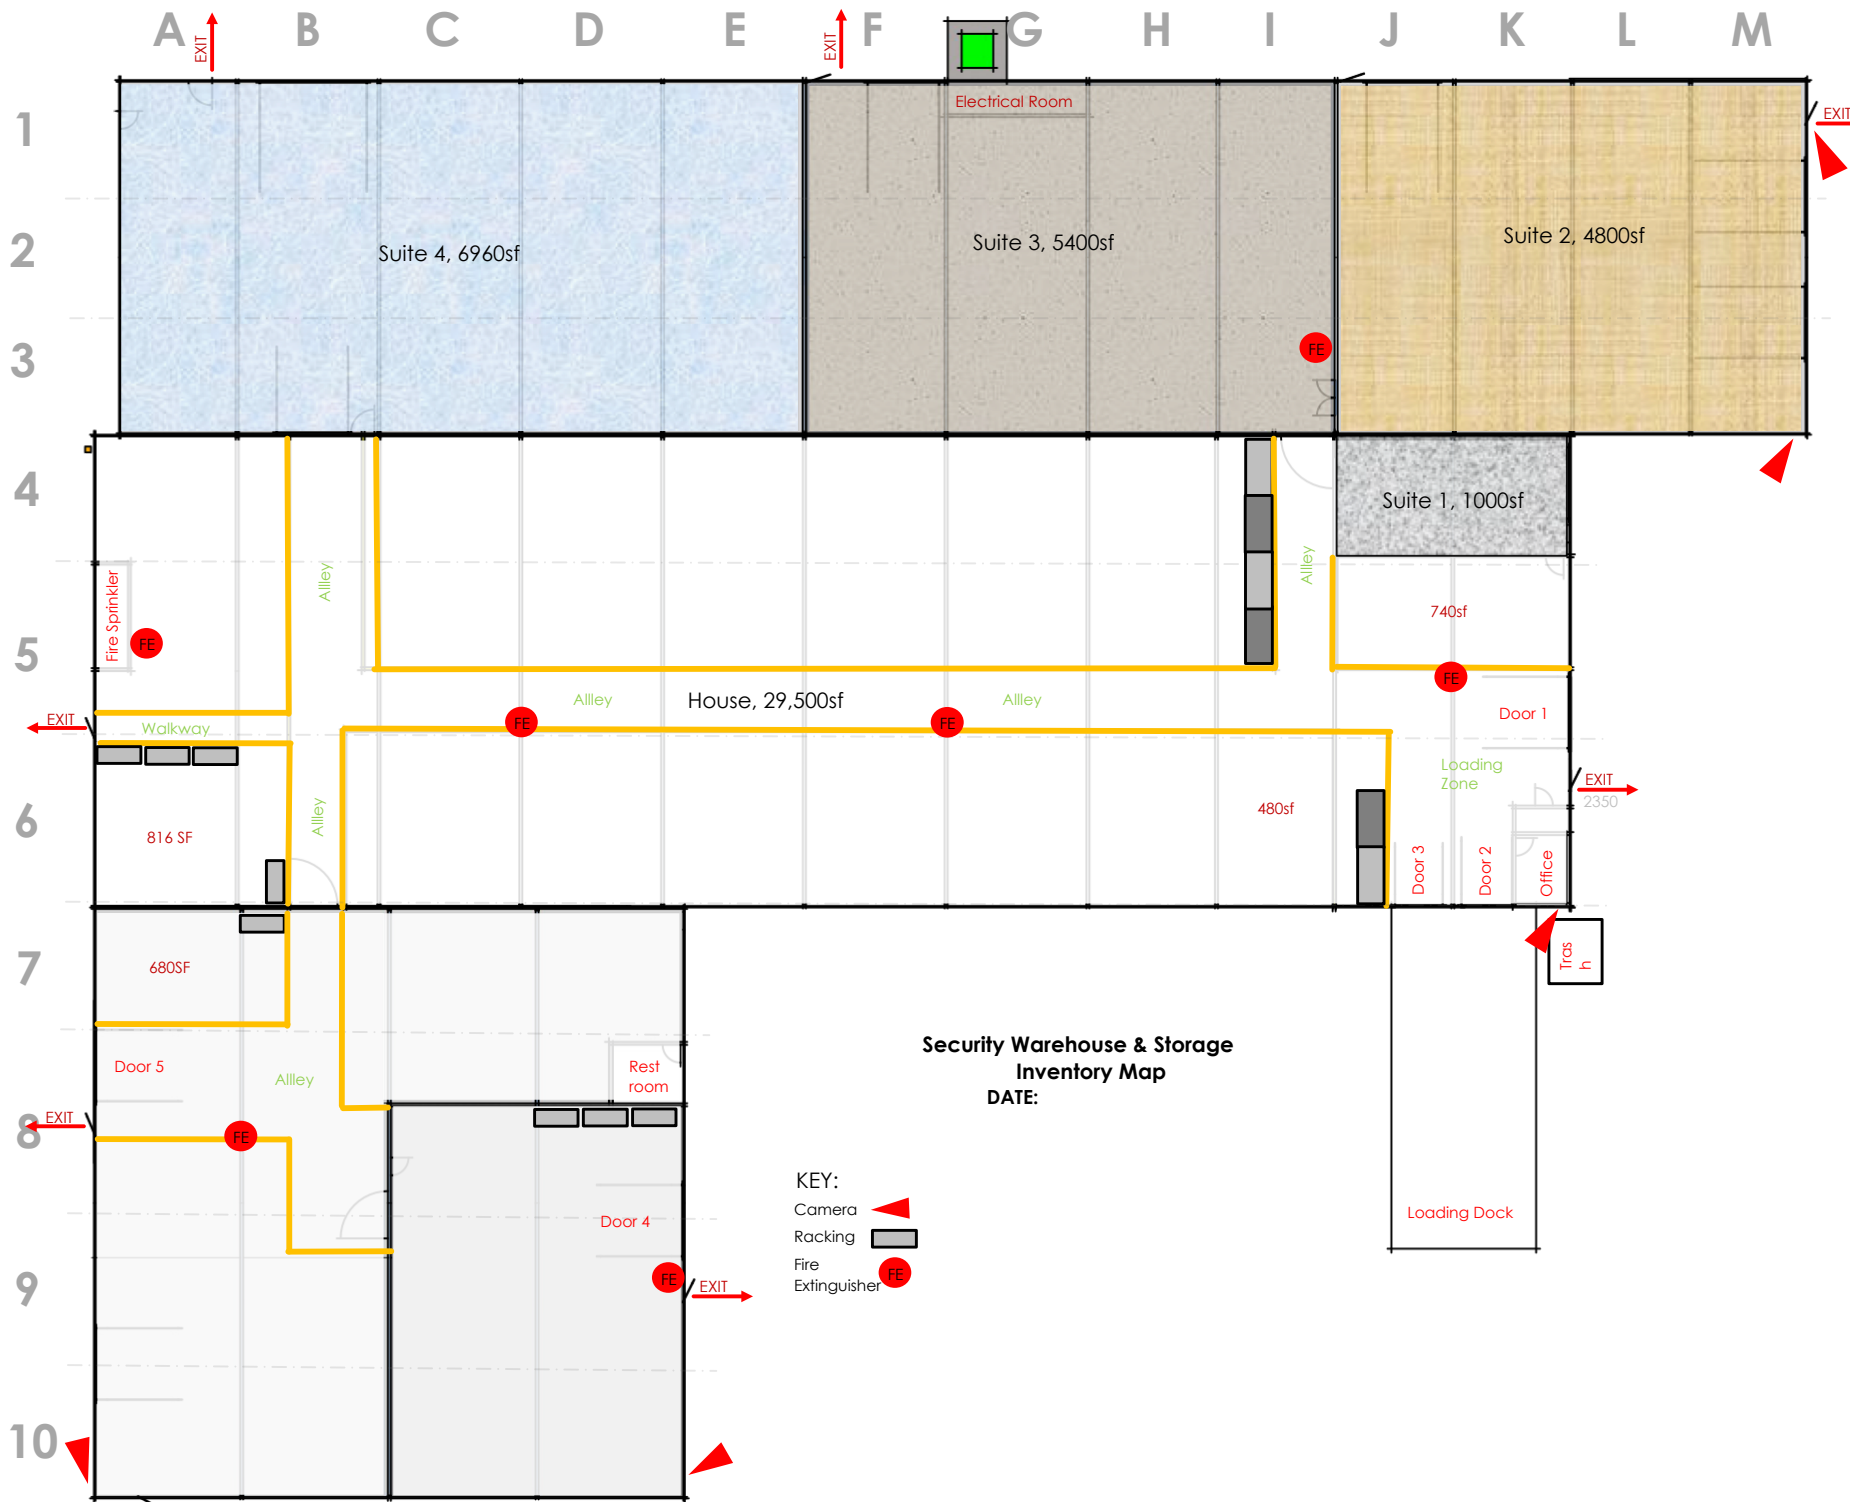 A B C D E F G H I J K L M
EXIT
EXIT
1
Electrical Room
EXIT
2
Suite 4, 6960sf
Suite 3, 5400sf
Suite 2, 4800sf
3
FE
4
Suite 1, 1000sf
Allley
Allley
Fire Sprinkler
FE
740sf
5
FE
Allley
House, 29,500sf
Allley
Door 1
EXIT
Walkway
FE
FE
Loading
Zone
EXIT
2350
6
816 SF
Allley
480sf
Door 3
Door 2
Office
7
680SF
Tras
h
Security Warehouse & Storage
Inventory Map
DATE:
Door 5
Allley
Rest
room
8
EXIT
FE
KEY:
Camera
Racking
Fire
Extinguisher
FE
Door 4
Loading Dock
9
FE
EXIT
10